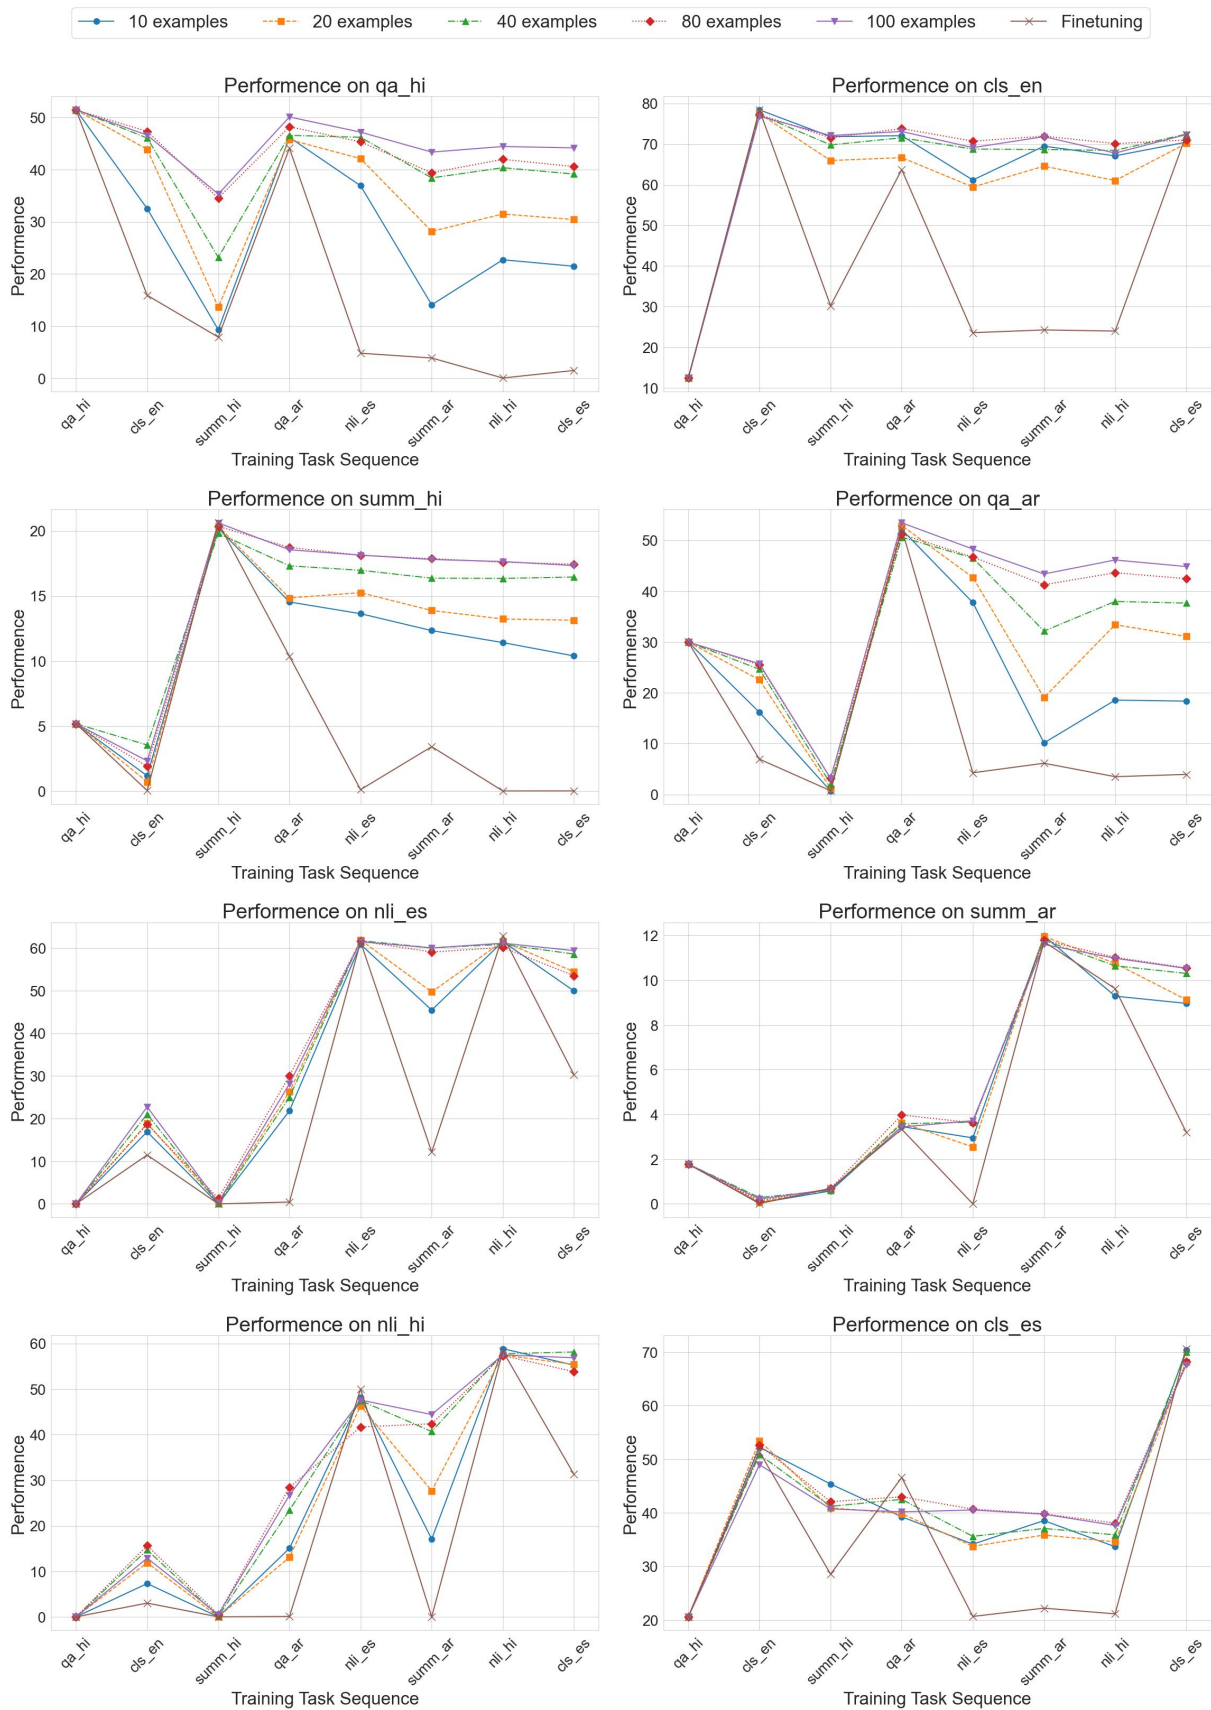 10 examples 20 examples 40 examples 80 examples 100 examples Finetuning
Performence on qa_hi
Performence
50
40
30
20
10
0
qa_hi cls_en summ_hi qa_ar nli_es summ_ar nli_hi cls_es
Training Task Sequence
Performence on cls_en
Performence
80
70
60
50
40
30
20
10
qa_hi cls_en summ_hi qa_ar nli_es summ_ar nli_hi cls_es
Training Task Sequence
Performence on summ_hi
Performence
20
15
10
5
0
qa_hi cls_en summ_hi qa_ar nli_es summ_ar nli_hi cls_es
Training Task Sequence
Performence on qa_ar
Performence
50
40
30
20
10
0
qa_hi cls_en summ_hi qa_ar nli_es summ_ar nli_hi cls_es
Training Task Sequence
Performence on nli_es
Performence
60
50
40
30
20
10
0
qa_hi cls_en summ_hi qa_ar nli_es summ_ar nli_hi cls_es
Training Task Sequence
Performence on summ_ar
Performence
12
10
8
6
4
2
0
qa_hi cls_en summ_hi qa_ar nli_es summ_ar nli_hi cls_es
Training Task Sequence
Performence on nli_hi
Performence
60
50
40
30
20
10
0
qa_hi cls_en summ_hi qa_ar nli_es summ_ar nli_hi cls_es
Training Task Sequence
Performence on cls_es
Performence
70
60
50
40
30
20
qa_hi cls_en summ_hi qa_ar nli_es summ_ar nli_hi cls_es
Training Task Sequence